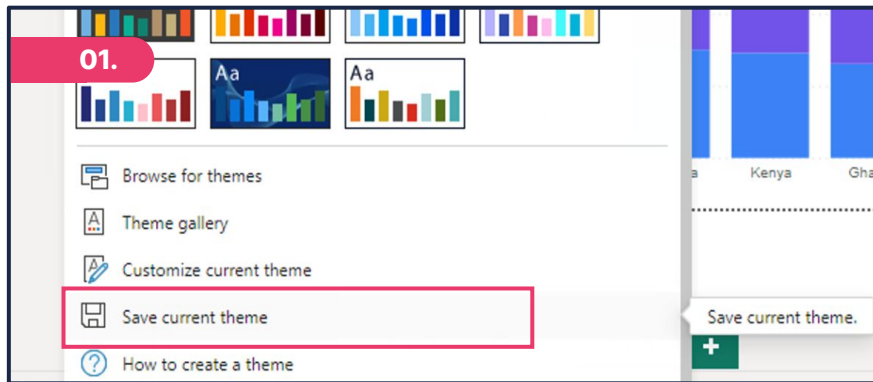 01.
Aa
Aa
Browse for themes
Theme gallery
Customize current theme
Save current theme
How to create a theme
Kenya
Save current theme.